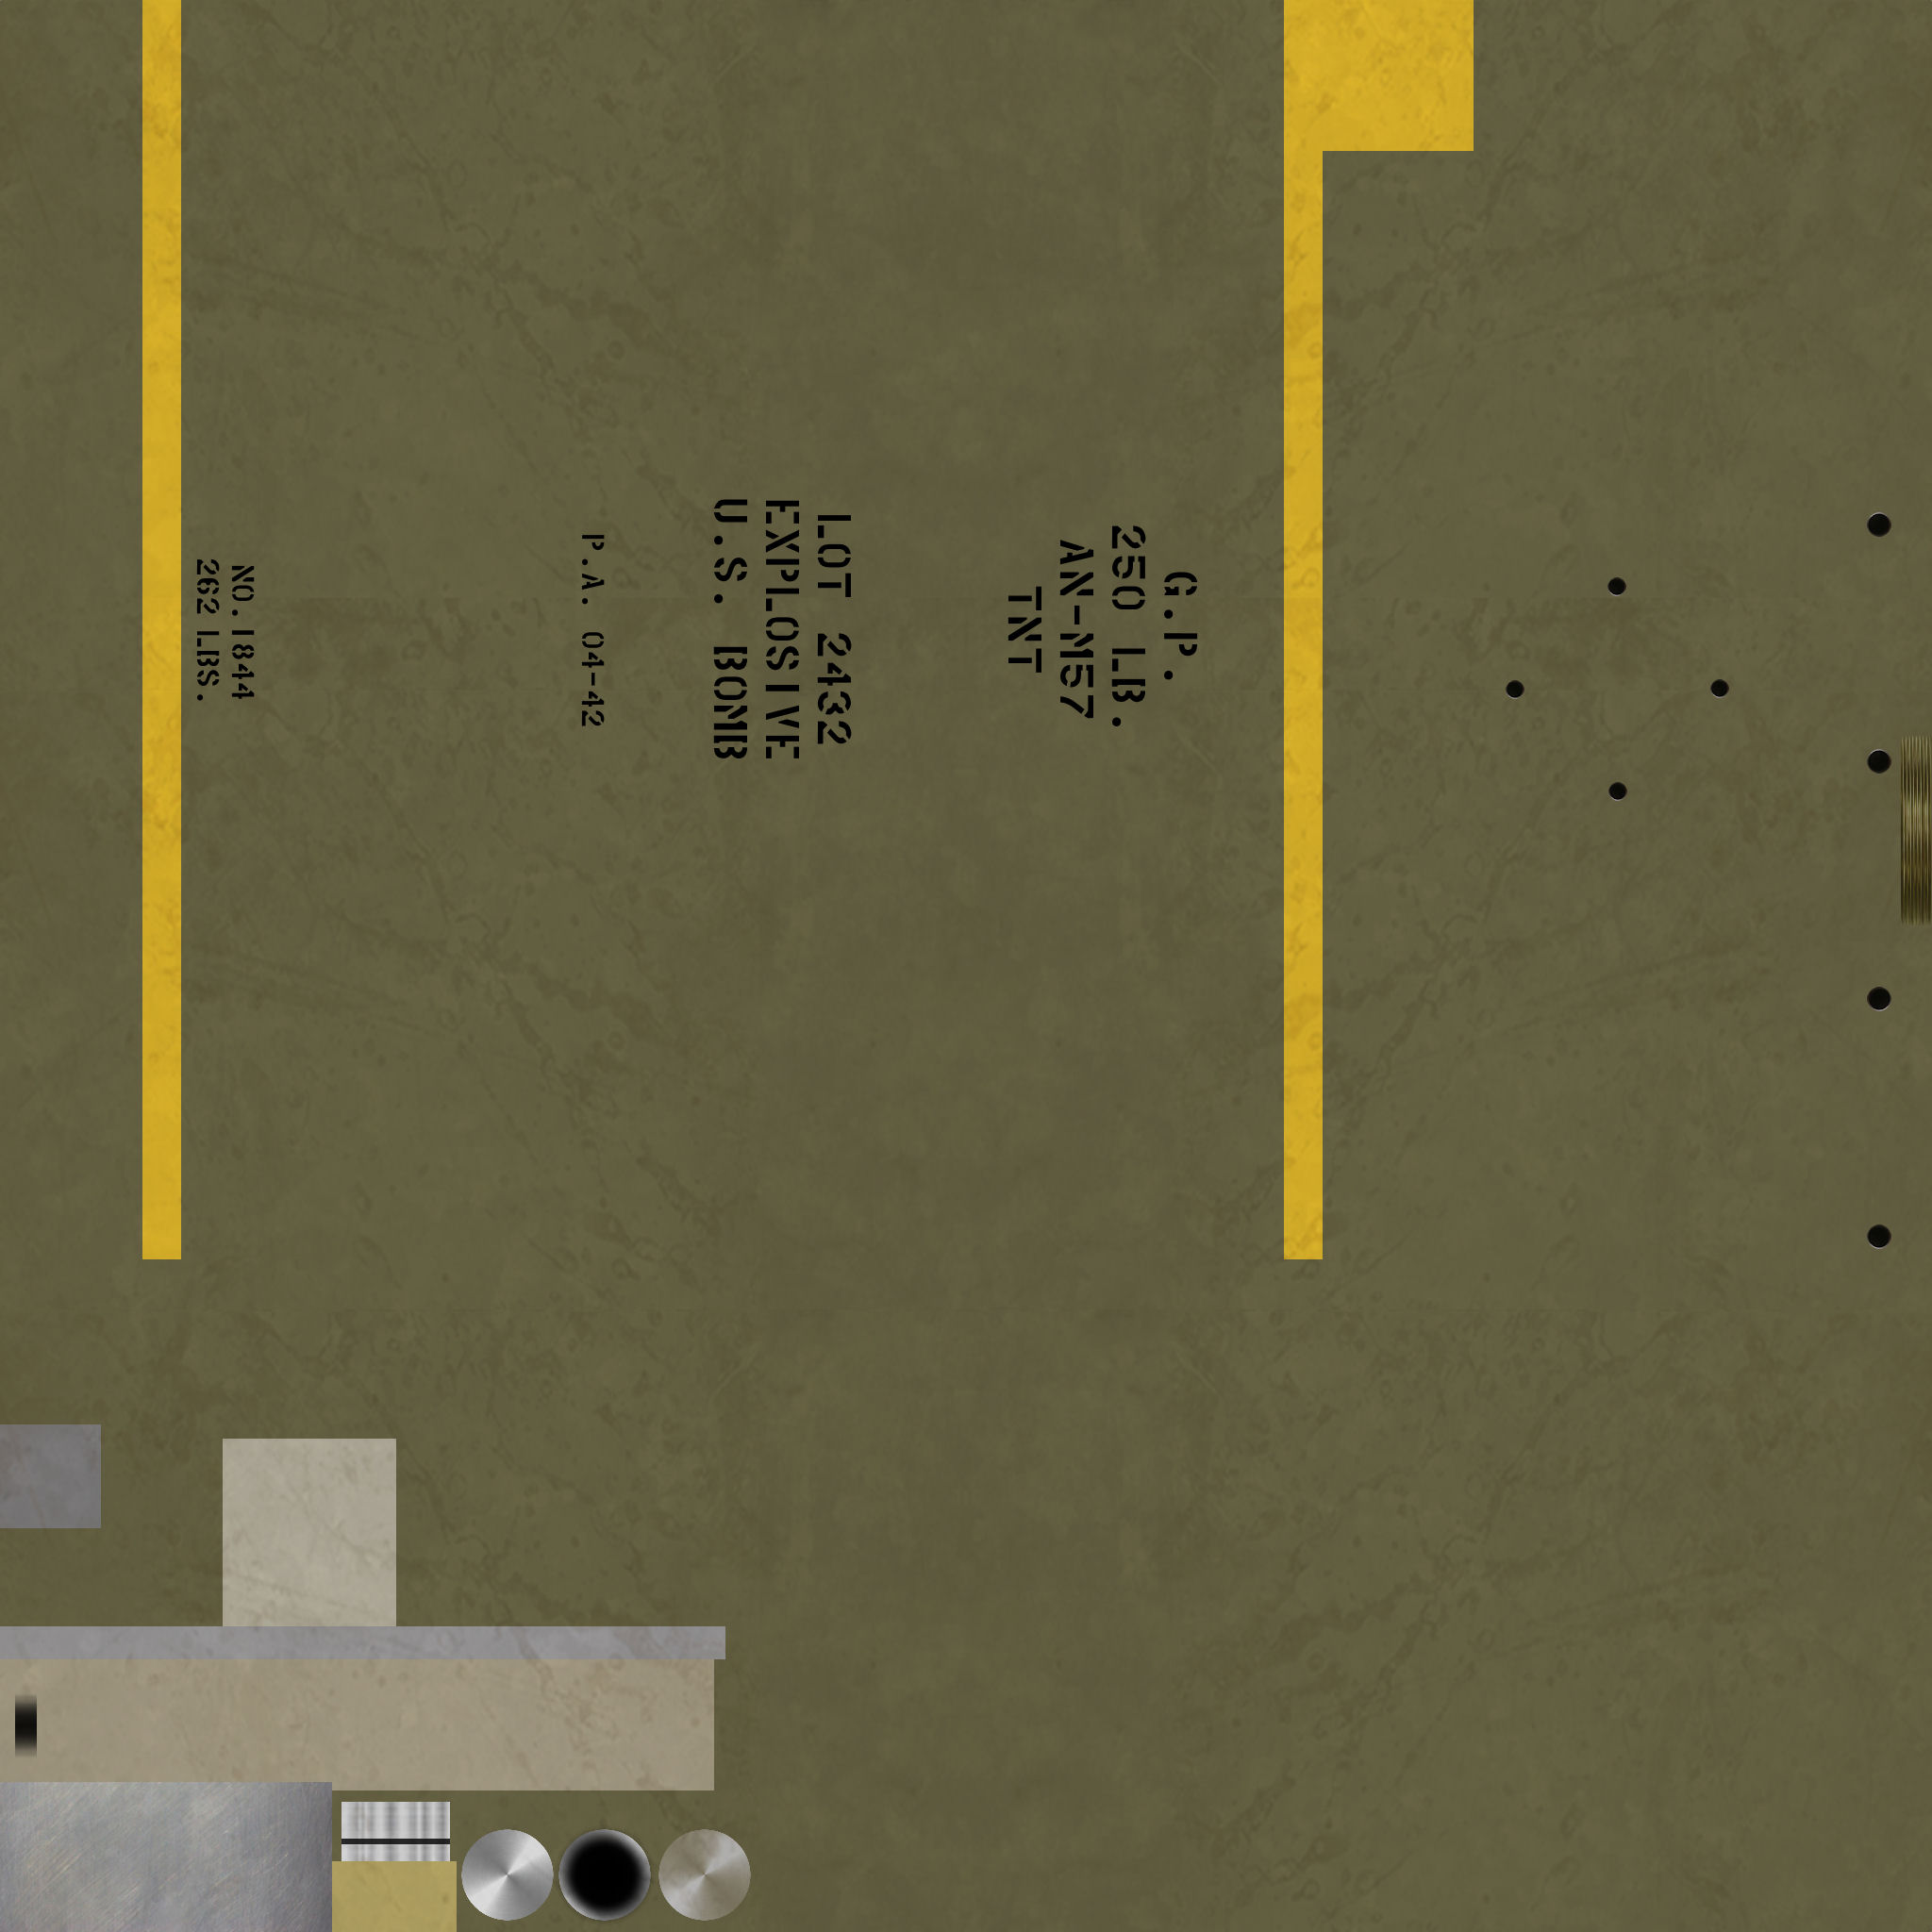 G.P.
250 LB.
AN-M57
TNT
LOT 2432
EXPLOSIVE
U.S. BOMB
P.A. 04-42
NO.1844
262 LBS.